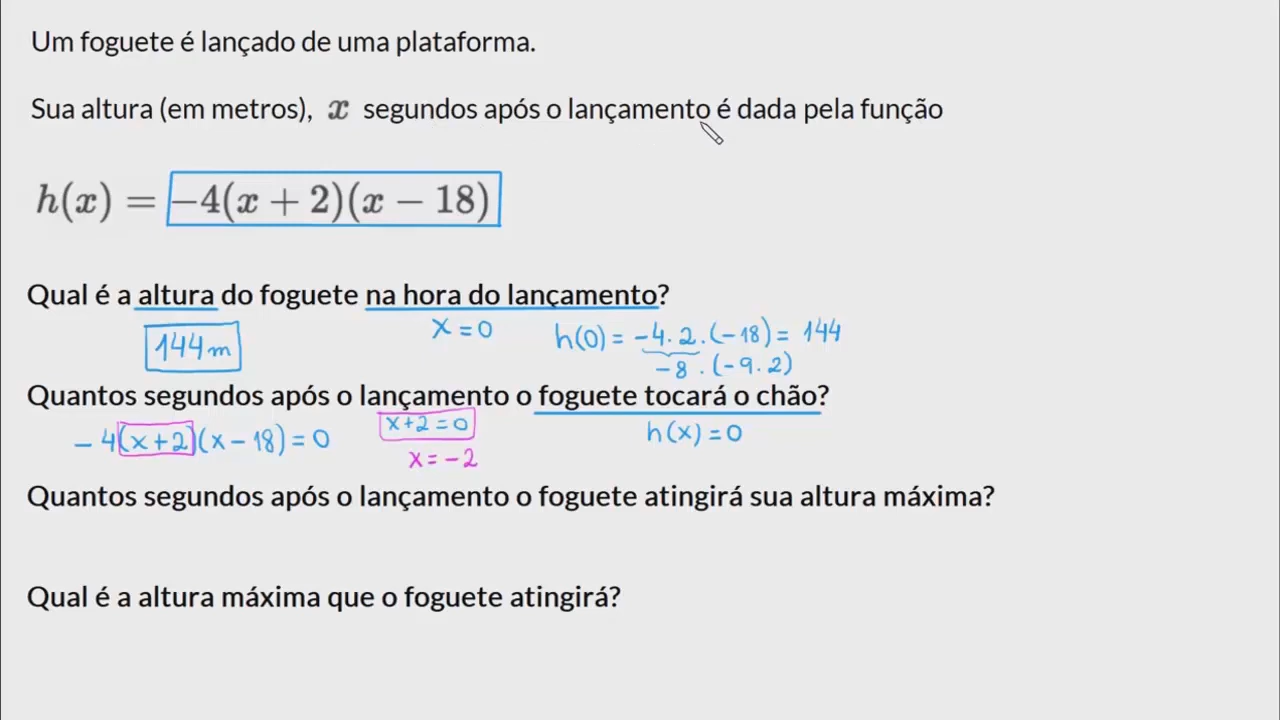 Um foguete é lançado de uma plataforma.
Sua altura (em metros), x segundos após o lançamento é dada pela função
h(x) = −4(x + 2)(x − 18)
Qual é a altura do foguete na hora do lançamento?
144 m x = 0 h(0) = −4 . 2 . (−18) = 144
−8 . (−9 . 2)
Quantos segundos após o lançamento o foguete tocará o chão?
−4(x+2)(x−18) = 0 x+2 = 0 h(x) = 0
x = −2
Quantos segundos após o lançamento o foguete atingirá sua altura máxima?
Qual é a altura máxima que o foguete atingirá?